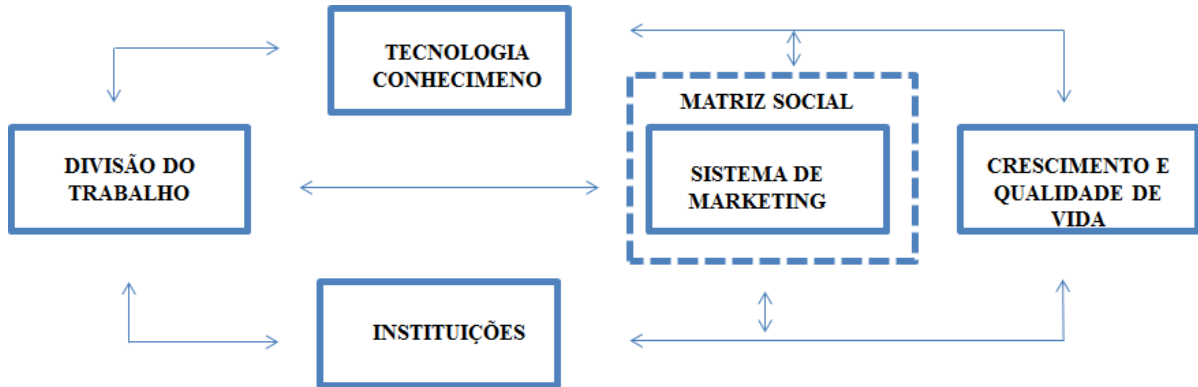 TECNOLOGIA
CONHECIMENO
MATRIZ SOCIAL
DIVISÃO DO
TRABALHO
SISTEMA DE
MARKETING
CRESCIMENTO E
QUALIDADE DE
VIDA
INSTITUIÇÕES